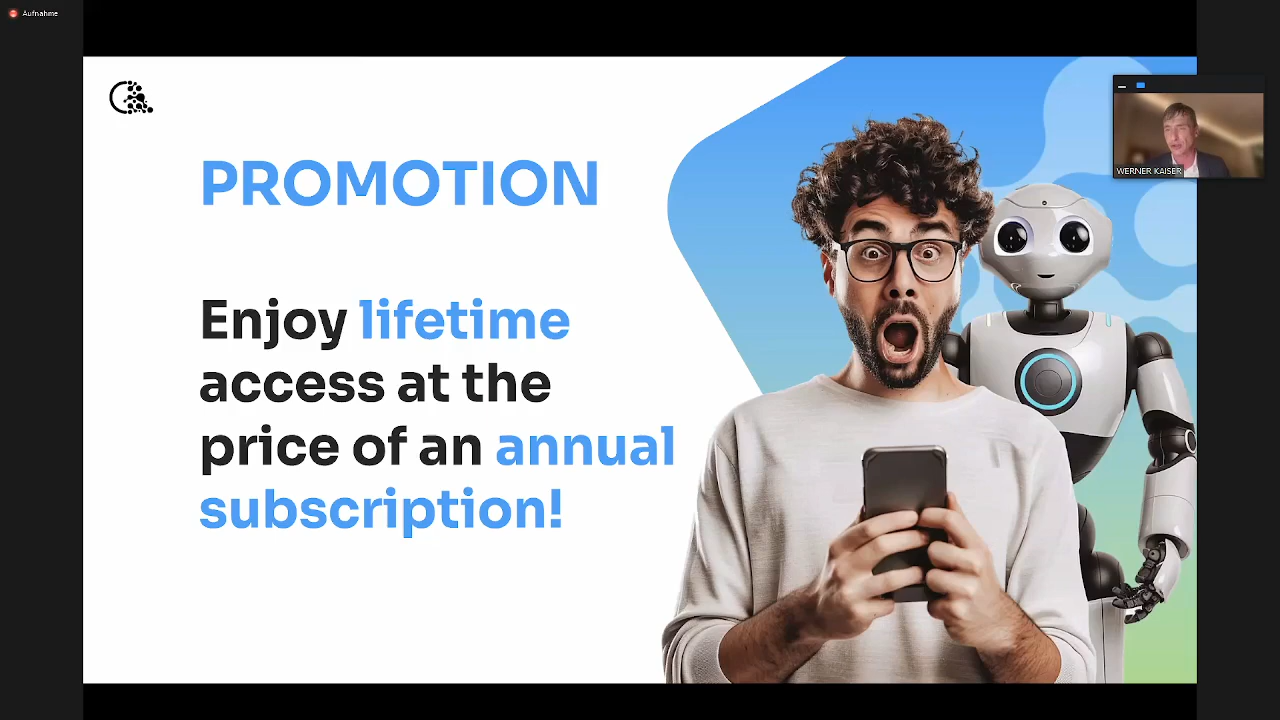 Aufnahme
PROMOTION
Enjoy lifetime
access at the
price of an annual
subscription!
WERNER KAISER